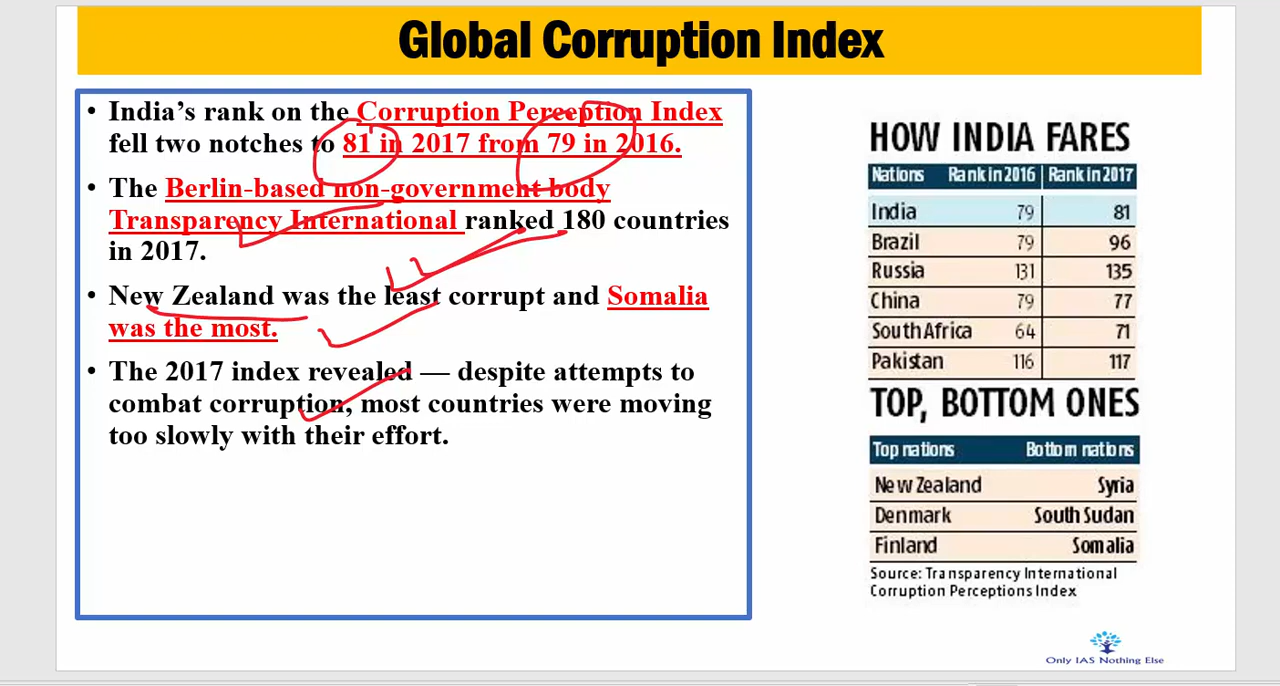 Global Corruption Index
• India's rank on the Corruption Perception Index
fell two notches to 81 in 2017 from 79 in 2016.
• The Berlin-based non-government body
Transparency International ranked 180 countries
in 2017.
• New Zealand was the least corrupt and Somalia
was the most.
• The 2017 index revealed — despite attempts to
combat corruption, most countries were moving
too slowly with their effort.
HOW INDIA FARES
Nations Rank in 2016 Rank in 2017
India 79 81
Brazil 79 96
Russia 131 135
China 79 77
South Africa 64 71
Pakistan 116 117
TOP, BOTTOM ONES
Top nations Bottom nations
New Zealand Syria
Denmark South Sudan
Finland Somalia
Source: Transparency International
Corruption Perceptions Index
Only IAS Nothing Else